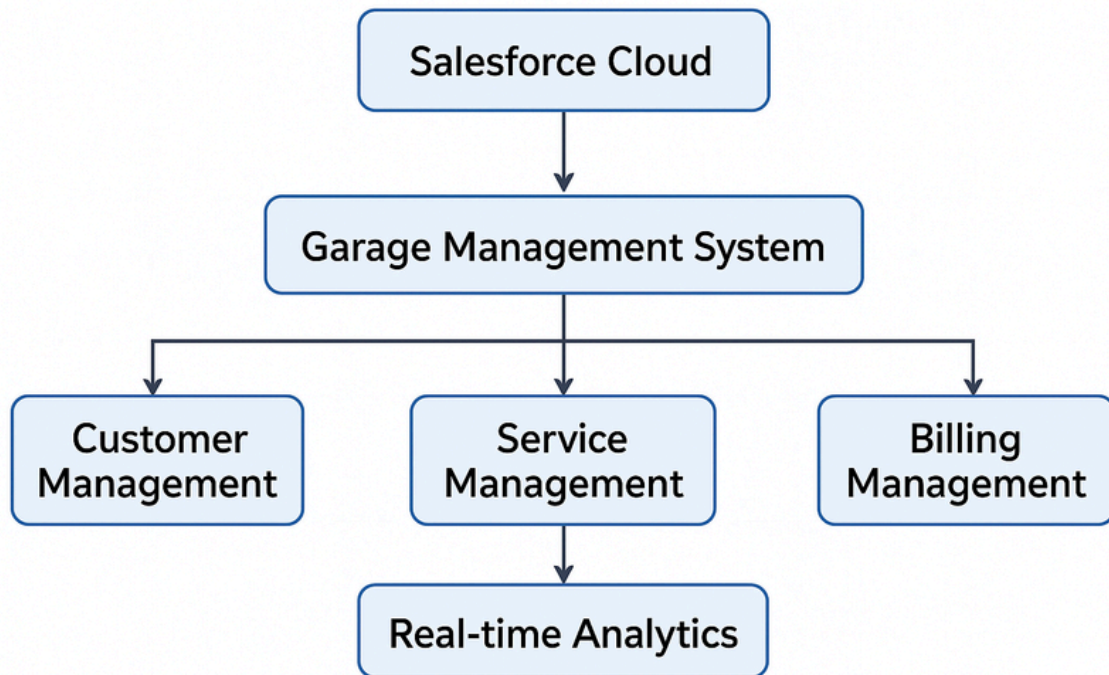 Salesforce Cloud
Garage Management System
Customer
Management
Service
Management
Billing
Management
Real-time Analytics